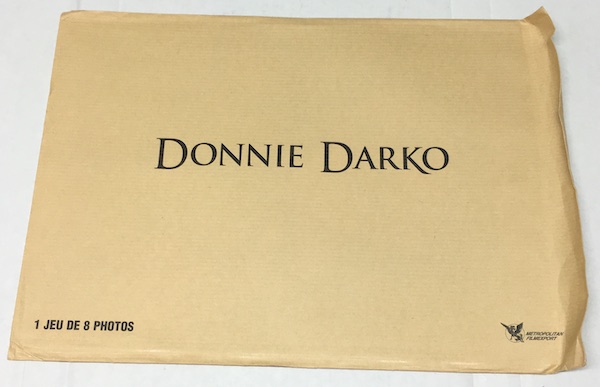 DONNIE DARKO
1 JEU DE 8 PHOTOS
METROPOLITAN
FILMEXPORT